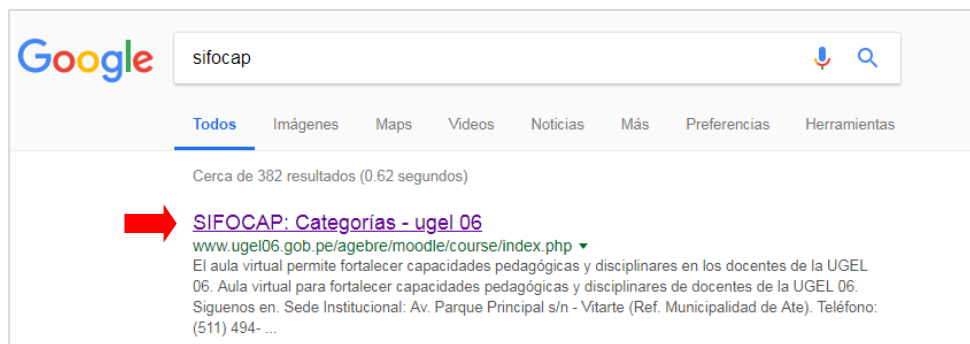 Google
sifocap
Todos Imágenes Maps Videos Noticias Más Preferencias Herramientas
Cerca de 382 resultados (0.62 segundos)
SIFOCAP: Categorías - ugel 06
www.ugel06.gob.pe/agebre/moodle/course/index.php
El aula virtual permite fortalecer capacidades pedagógicas y disciplinares en los docentes de la UGEL
06. Aula virtual para fortalecer capacidades pedagógicas y disciplinares de docentes de la UGEL 06.
Siguenos en. Sede Institucional: Av. Parque Principal s/n - Vitarte (Ref. Municipalidad de Ate). Teléfono:
(511) 494- ...